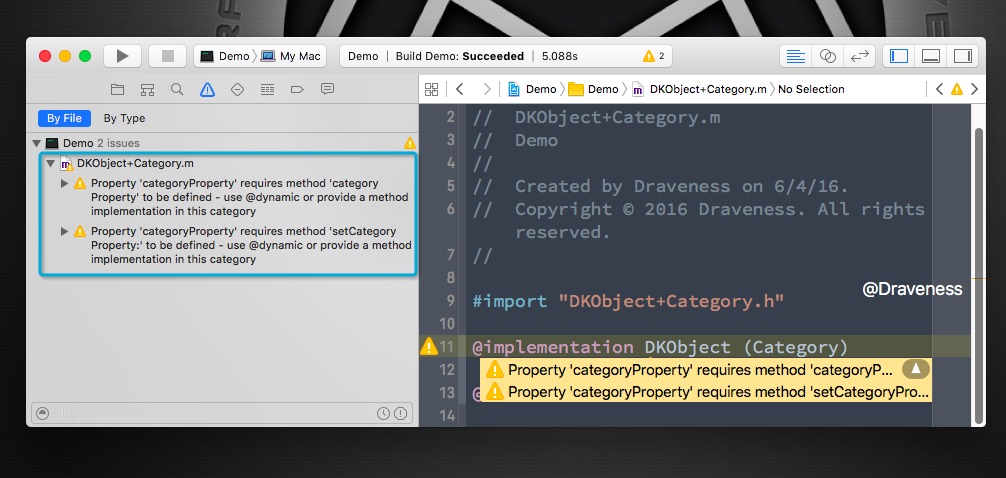 Demo
My Mac
Demo | Build Demo: Succeeded | 5.088s
2
Demo
Demo
DKObject+Category.m
No Selection
By File
By Type
Demo 2 issues
DKObject+Category.m
Property 'categoryProperty' requires method 'category
Property' to be defined - use @dynamic or provide a method
implementation in this category
Property 'categoryProperty' requires method 'setCategory
Property:' to be defined - use @dynamic or provide a method
implementation in this category
Filter
2 // DKObject+Category.m
3 // Demo
4 //
5 // Created by Draveness on 6/4/16.
6 // Copyright © 2016 Draveness. All rights
reserved.
7 //
8
9 #import "DKObject+Category.h"
@Draveness
10
11 @implementation DKObject (Category)
12 Property 'categoryProperty' requires method 'categoryP...
13 @ Property 'categoryProperty' requires method 'setCategoryPro...
14